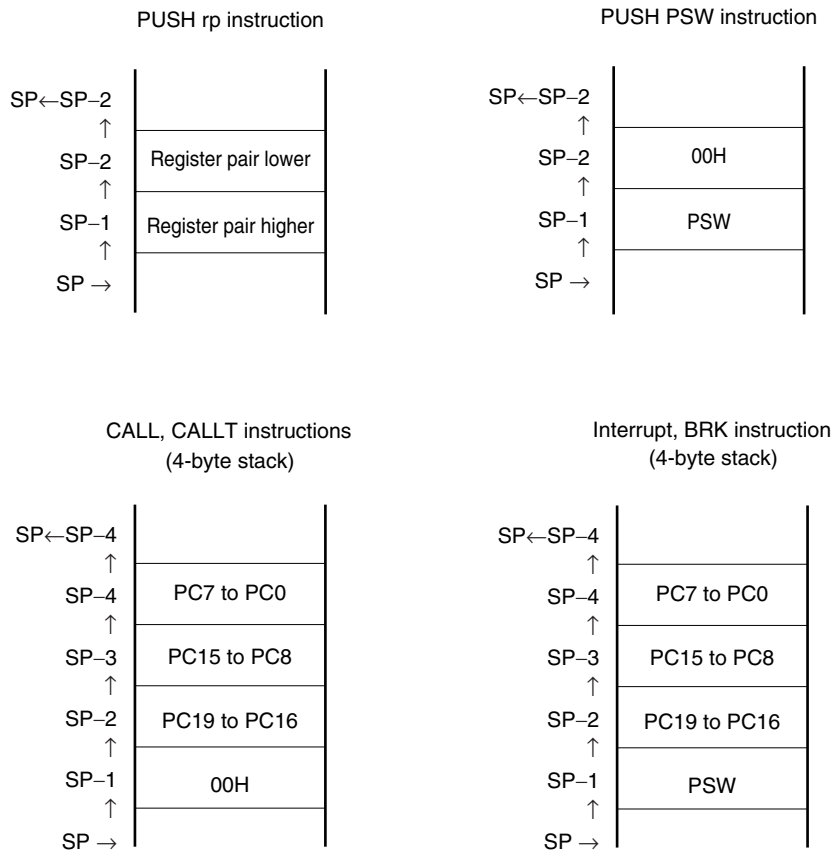 PUSH rp instruction
SP←SP–2
↑
SP–2
Register pair lower
↑
SP–1
Register pair higher
↑
SP →
PUSH PSW instruction
SP←SP–2
↑
SP–2
00H
↑
SP–1
PSW
↑
SP →
CALL, CALLT instructions
(4-byte stack)
SP←SP–4
↑
SP–4
PC7 to PC0
↑
SP–3
PC15 to PC8
↑
SP–2
PC19 to PC16
↑
SP–1
00H
↑
SP →
Interrupt, BRK instruction
(4-byte stack)
SP←SP–4
↑
SP–4
PC7 to PC0
↑
SP–3
PC15 to PC8
↑
SP–2
PC19 to PC16
↑
SP–1
PSW
↑
SP →